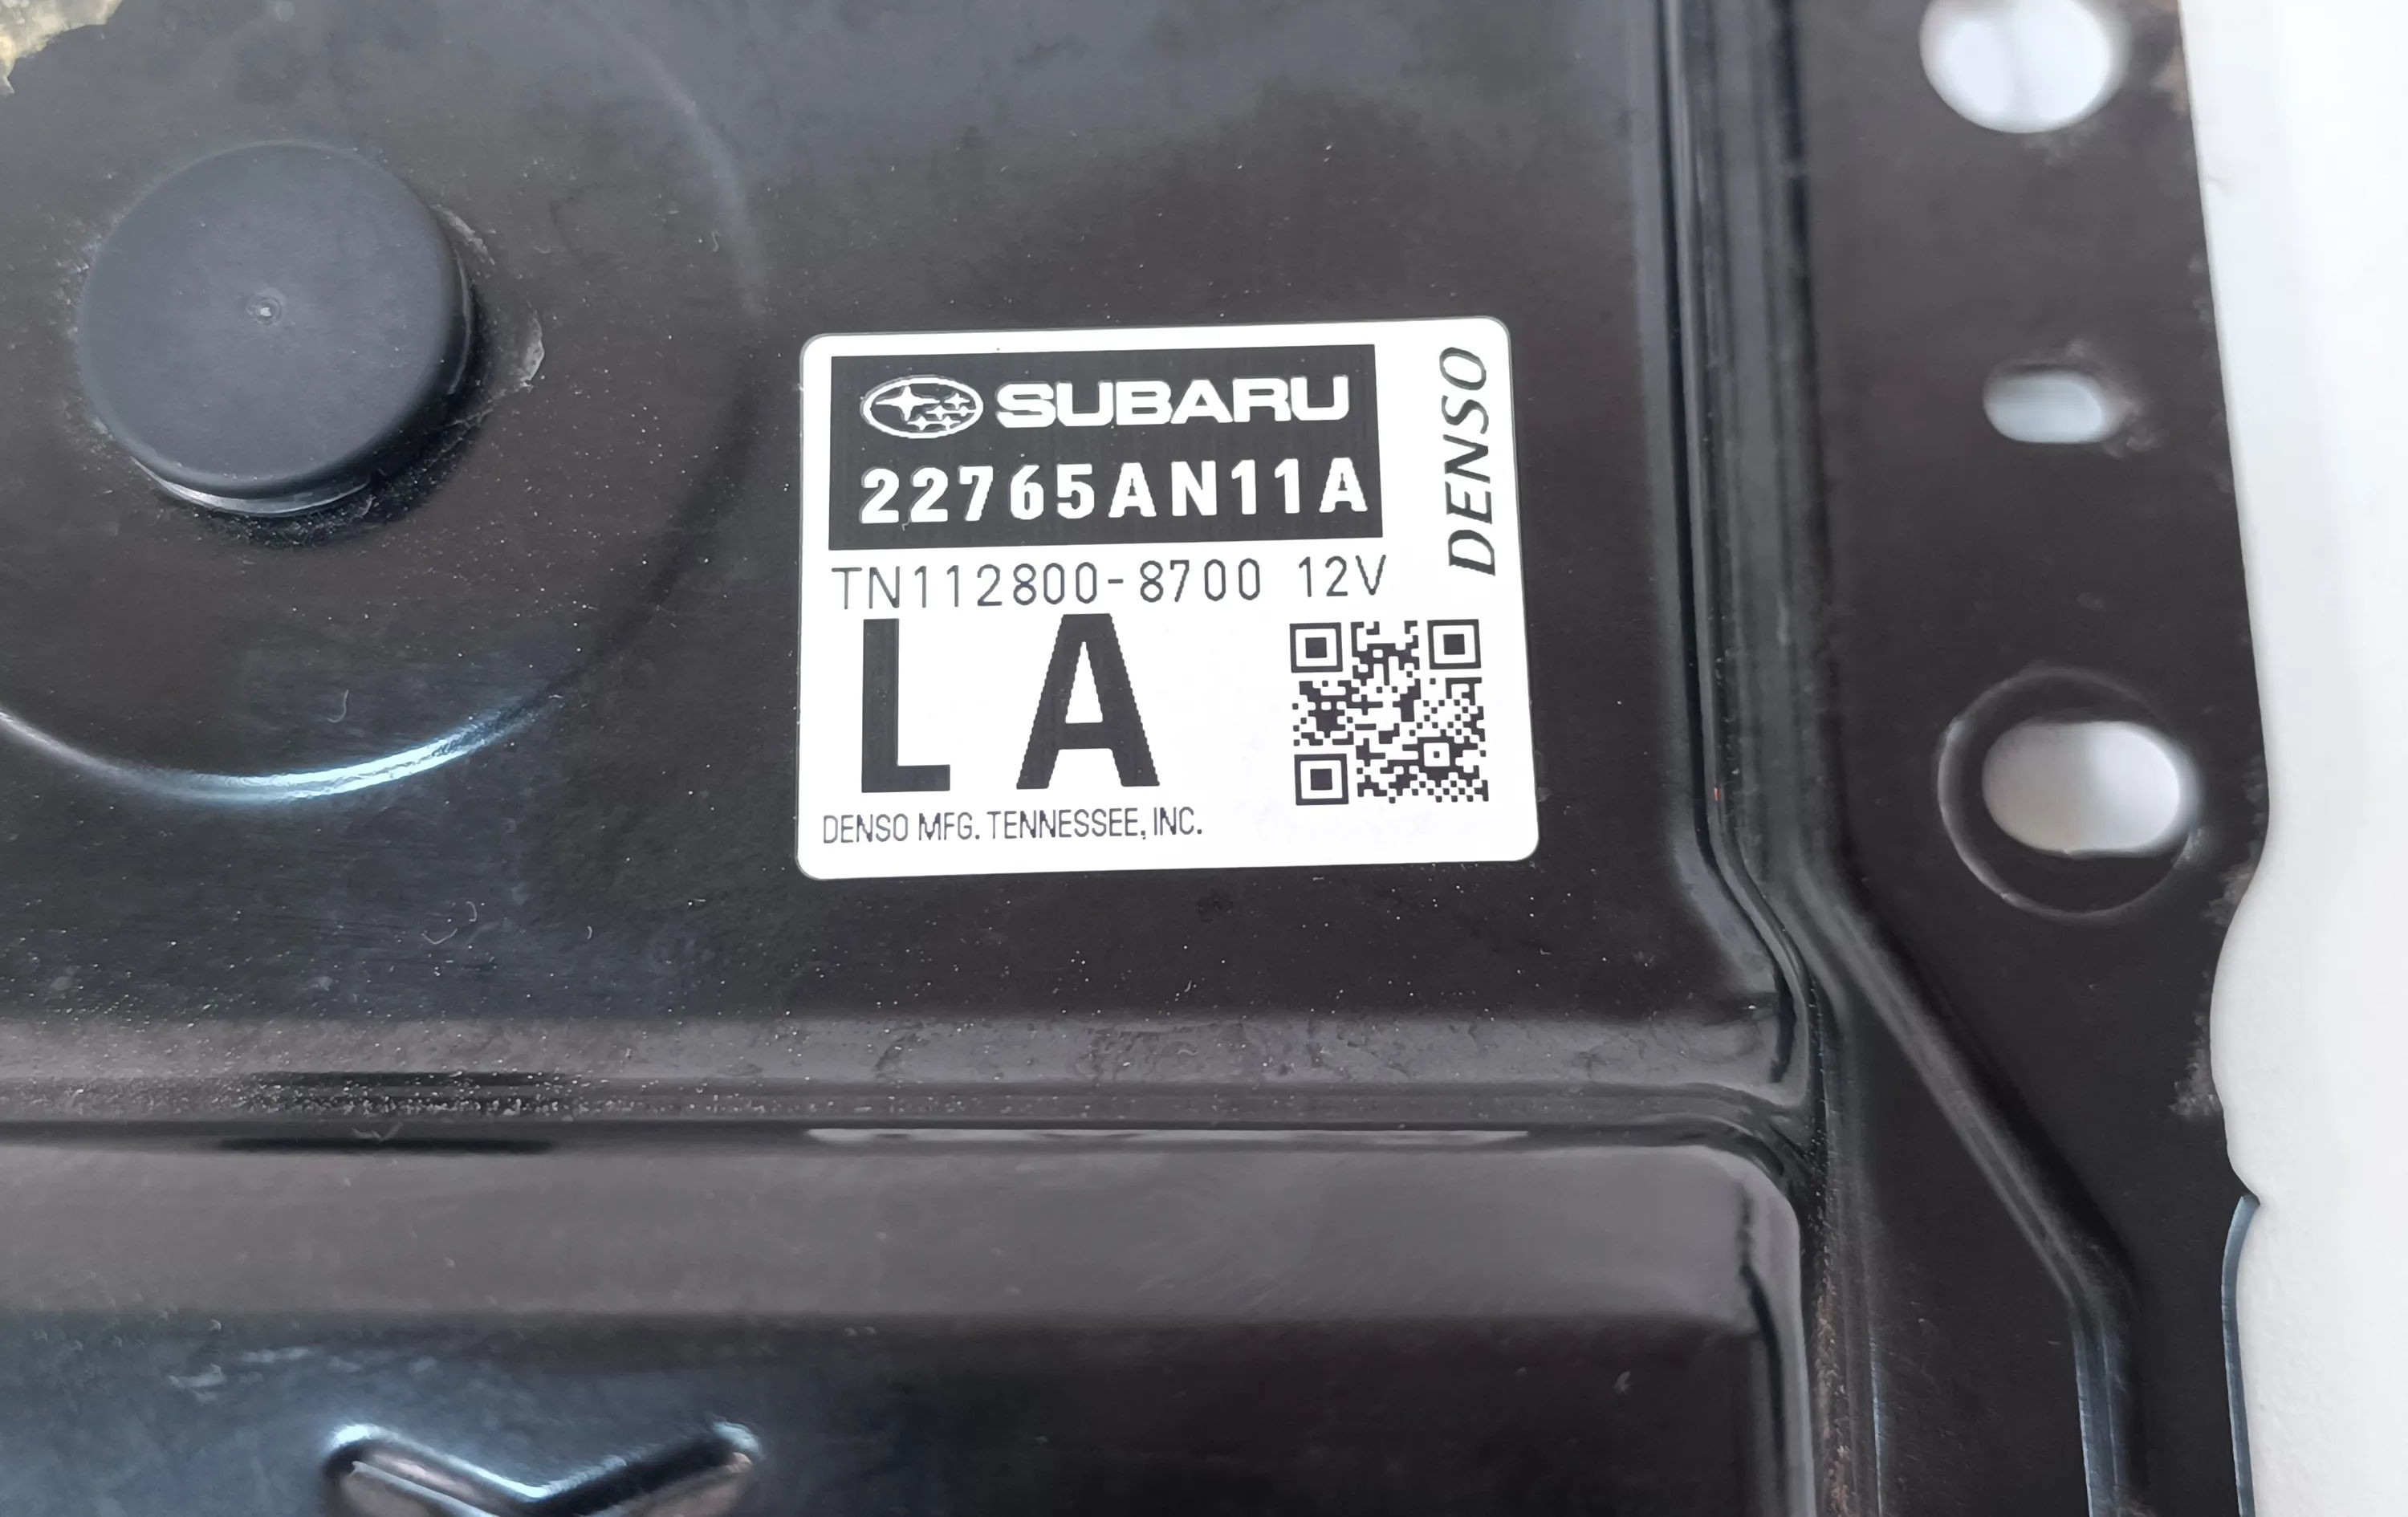 SUBARU
22765AN11A
DENSO
TN112800-8700 12V
LA
DENSO MFG. TENNESSEE, INC.